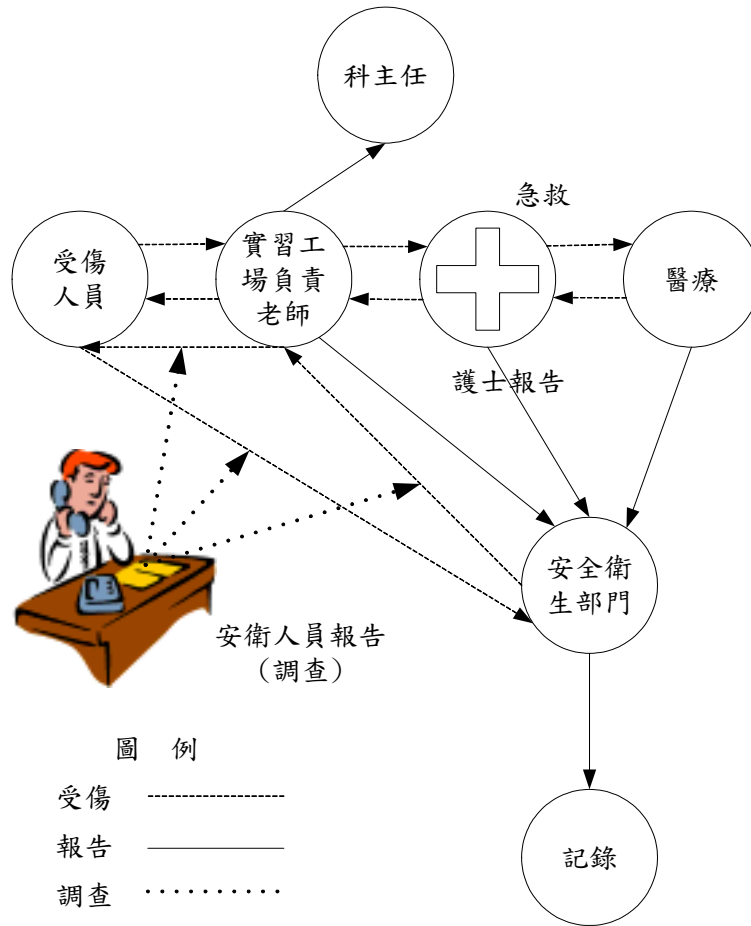 科主任
急救
受傷
人員
實習工
場負責
老師
醫療
護士報告
安全衛
生部門
安衛人員報告
（調查）
圖 例
受傷
報告
調查
記錄